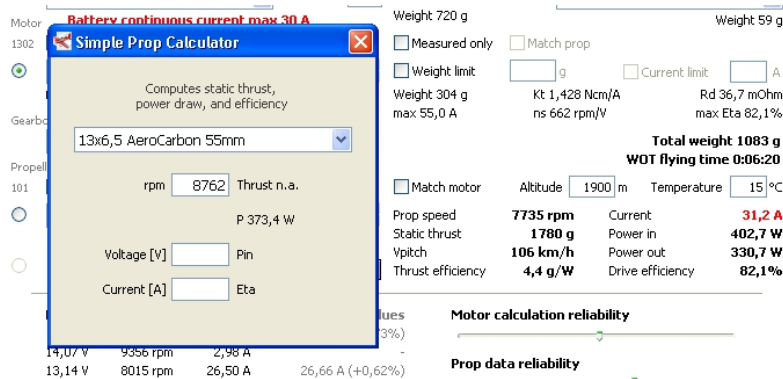 Motor
1302
Battery continuous current max 30 A
Simple Prop Calculator
Computes static thrust,
power draw, and efficiency
13x6,5 AeroCarbon 55mm
rpm 8762 Thrust n.a.
P 373,4 W
Voltage [V] Pin
Current [A] Eta
Gearbo
Propell
101
Weight 720 g Weight 59 g
Measured only Match prop
Weight limit g Current limit A
Weight 304 g Kt 1,428 Ncm/A Rd 36,7 mOhm
max 55,0 A ns 662 rpm/V max Eta 82,1%
Total weight 1083 g
WOT flying time 0:06:20
Match motor Altitude 1900 m Temperature 15 °C
Prop speed 7735 rpm Current 31,2 A
Static thrust 1780 g Power in 402,7 W
Vpitch 106 km/h Power out 330,7 W
Thrust efficiency 4,4 g/W Drive efficiency 82,1%
lues Motor calculation reliability
3%)
14,07 V 9356 rpm 2,98 A -
13,14 V 8015 rpm 26,50 A 26,66 A (+0,62%)
Prop data reliability